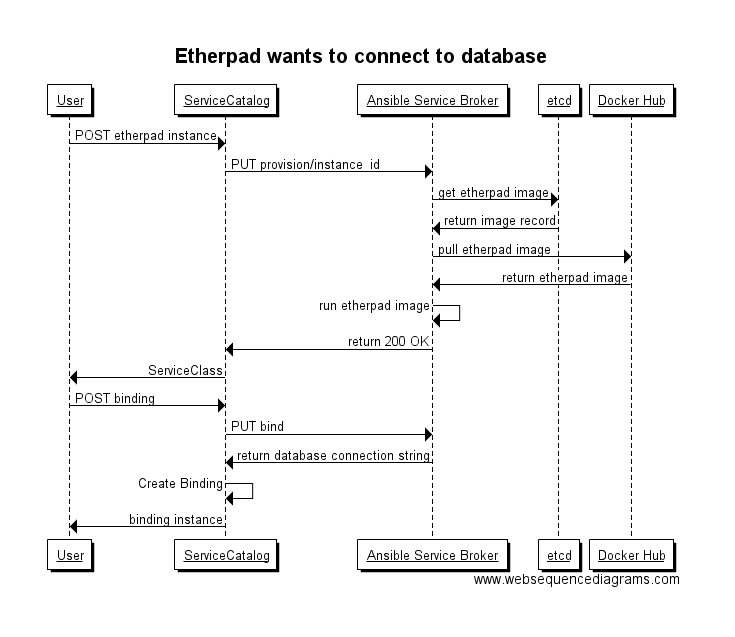 Etherpad wants to connect to database
User ServiceCatalog Ansible Service Broker etcd Docker Hub
POST etherpad instance
PUT provision/instance_id
get etherpad image
return image record
pull etherpad image
return etherpad image
run etherpad image
return 200 OK
ServiceClass
POST binding
PUT bind
return database connection string
Create Binding
binding instance
User ServiceCatalog Ansible Service Broker etcd Docker Hub
www.websequencediagrams.com